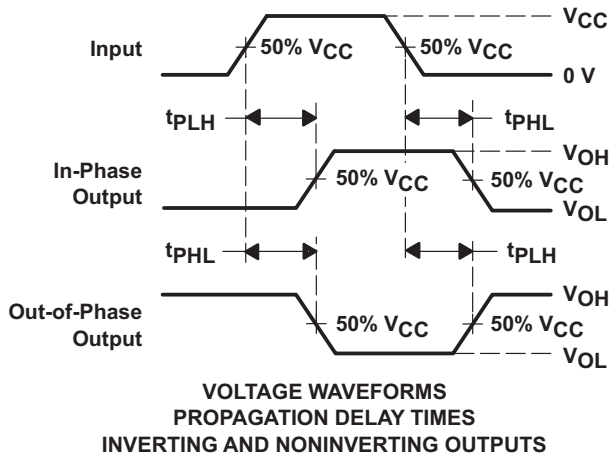 VCC
Input
50% VCC
50% VCC
0 V
tPLH
tPHL
VOH
In-Phase
Output
50% VCC
50% VCC
VOL
tPHL
tPLH
VOH
Out-of-Phase
Output
50% VCC
50% VCC
VOL
VOLTAGE WAVEFORMS
PROPAGATION DELAY TIMES
INVERTING AND NONINVERTING OUTPUTS